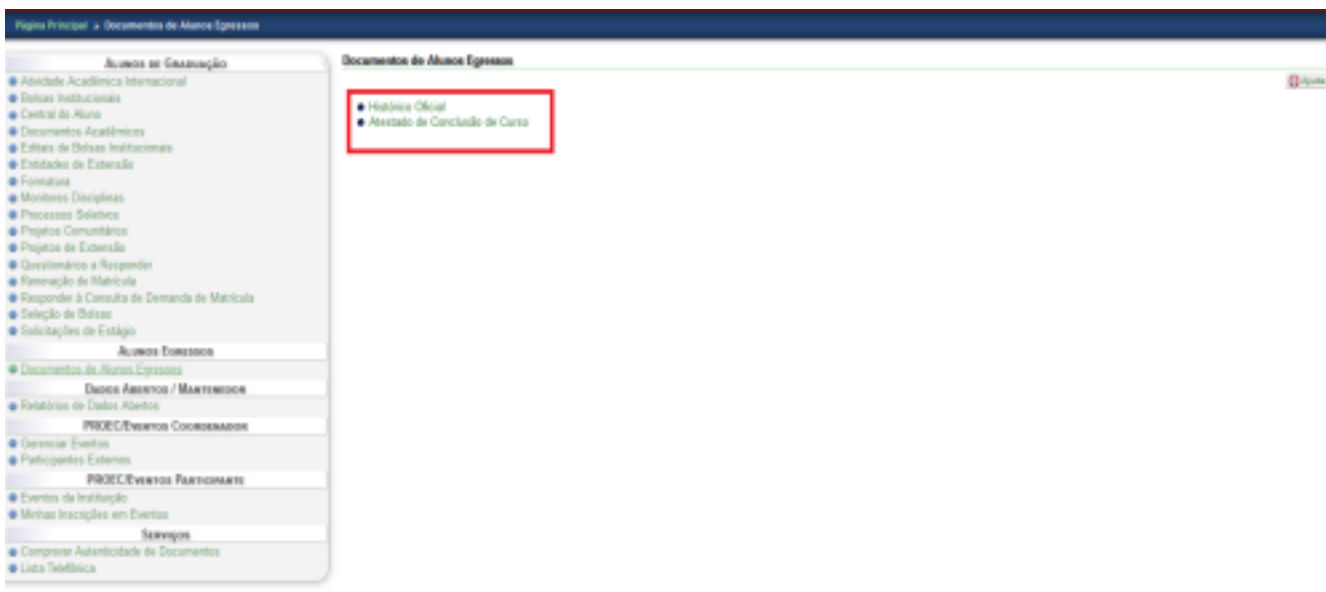 Página Principal » Documentos de Alunos Egressos
ALUNOS DE GRADUAÇÃO
Atividade Acadêmica Internacional
Bolsas Institucionais
Central do Aluno
Documentos Acadêmicos
Editais de Bolsas Institucionais
Entidades de Extensão
Formatura
Monitores Disciplinas
Processos Seletivos
Projetos Comunitários
Projetos de Extensão
Questionários a Responder
Renovação de Matrícula
Responder à Consulta de Demanda de Matrícula
Seleção de Bolsas
Solicitações de Estágio
ALUNOS EGRESSOS
Documentos de Alunos Egressos
DADOS ABERTOS / MANTENEDOR
Relatórios de Dados Abertos
PROEC/EVENTOS COORDENADOR
Gerenciar Eventos
Participantes Externos
PROEC/EVENTOS PARTICIPANTE
Eventos da Instituição
Minhas Inscrições em Eventos
SERVIÇOS
Comprovar Autenticidade de Documentos
Lista Telefônica
Documentos de Alunos Egressos
Ajuda
Histórico Oficial
Atestado de Conclusão de Curso